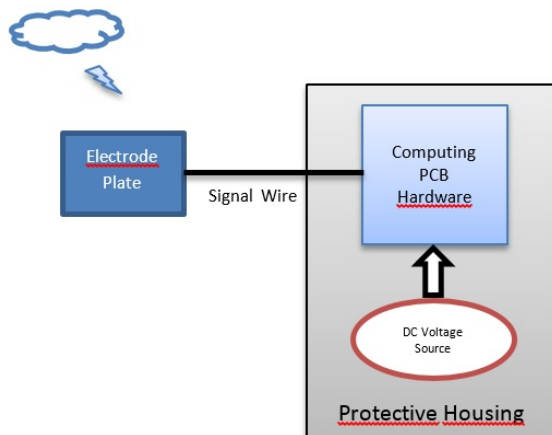 Electrode
Plate
Signal Wire
Computing
PCB
Hardware
DC Voltage
Source
Protective Housing